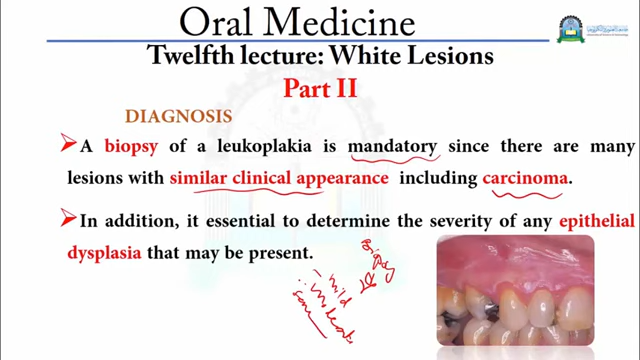 Oral Medicine
Twelfth lecture: White Lesions
Part II
DIAGNOSIS
A biopsy of a leukoplakia is mandatory since there are many
lesions with similar clinical appearance including carcinoma.
In addition, it essential to determine the severity of any epithelial
dysplasia that may be present.
Biopsy
mild